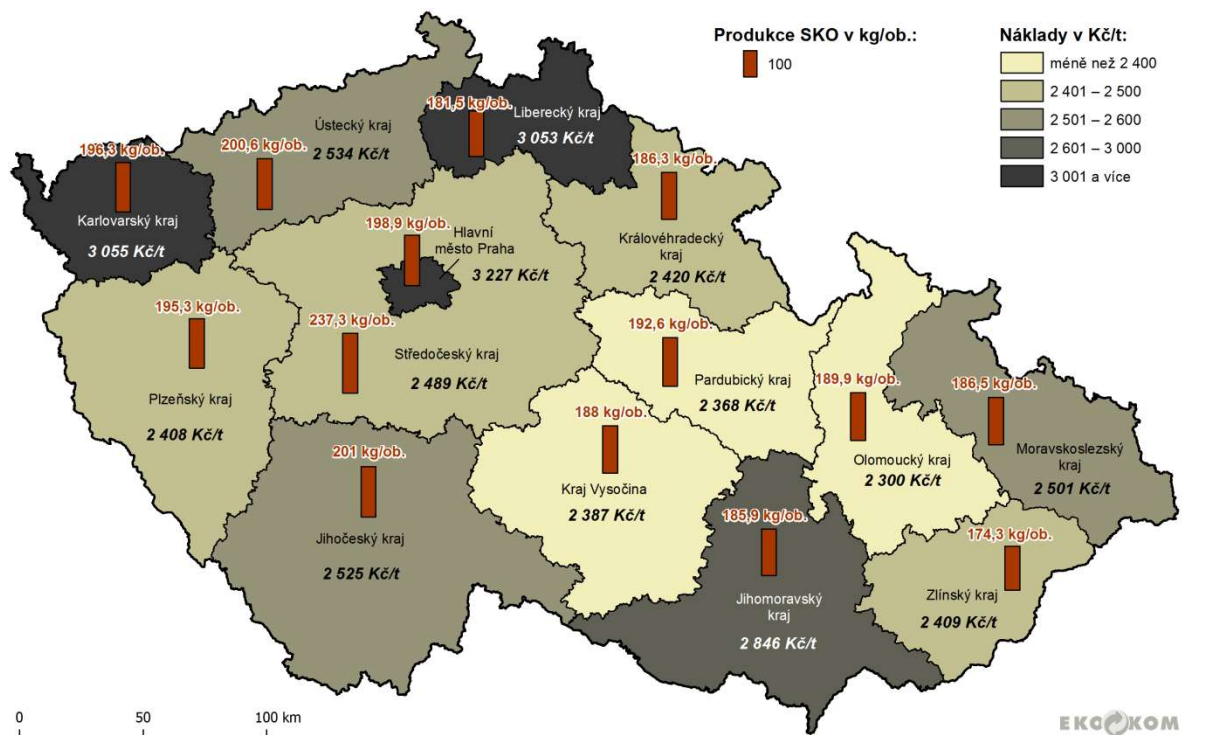 Produkce SKO v kg/ob.:
100
Náklady v Kč/t:
méně než 2 400
2 401 – 2 500
2 501 – 2 600
2 601 – 3 000
3 001 a více
196,3 kg/ob.
Karlovarský kraj
3 055 Kč/t
200,6 kg/ob.
Ústecký kraj
2 534 Kč/t
181,5 kg/ob.
Liberecký kraj
3 053 Kč/t
186,3 kg/ob.
Královéhradecký
kraj
2 420 Kč/t
198,9 kg/ob.
Hlavní
město Praha
3 227 Kč/t
195,3 kg/ob.
Plzeňský kraj
2 408 Kč/t
237,3 kg/ob.
Středočeský kraj
2 489 Kč/t
192,6 kg/ob.
Pardubický kraj
2 368 Kč/t
189,9 kg/ob.
Olomoucký kraj
2 300 Kč/t
186,5 kg/ob.
Moravskoslezský
kraj
2 501 Kč/t
201 kg/ob.
Jihočeský kraj
2 525 Kč/t
188 kg/ob.
Kraj Vysočina
2 387 Kč/t
185,9 kg/ob.
Jihomoravský
kraj
2 846 Kč/t
174,3 kg/ob.
Zlínský kraj
2 409 Kč/t
0 50 100 km
EKO KOM